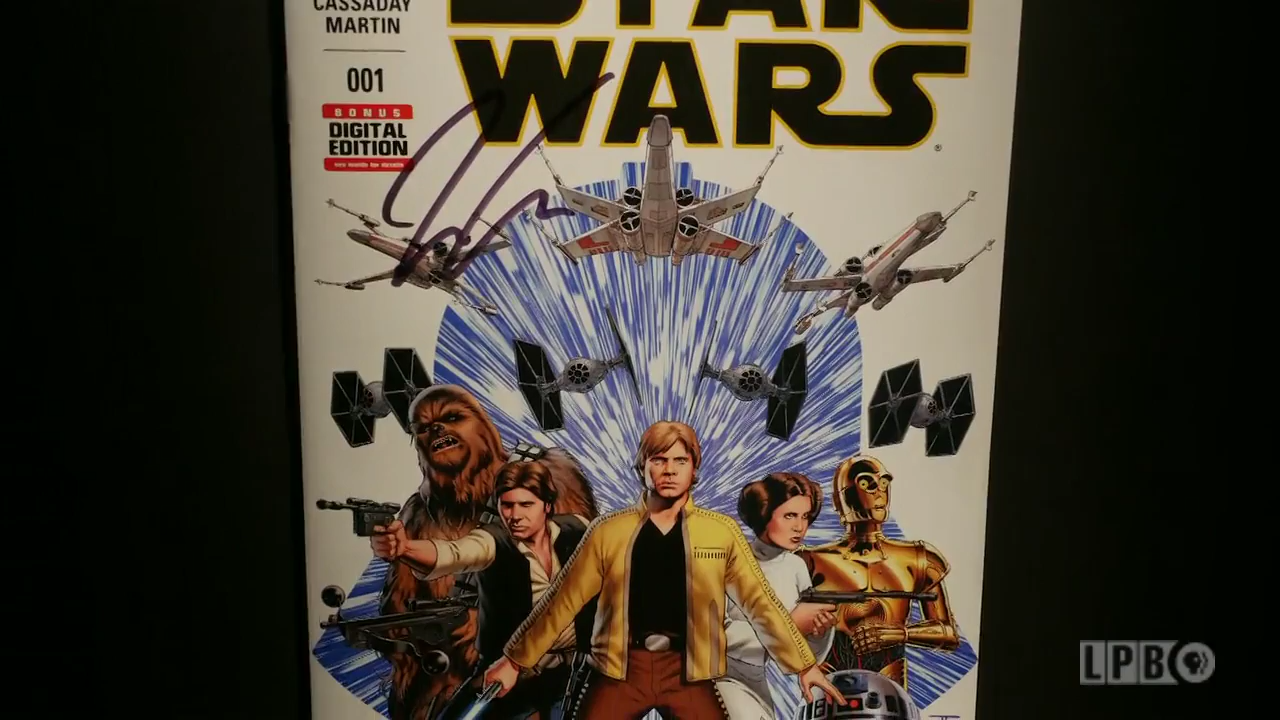 CASSADAY
MARTIN
STAR
WARS
001
BONUS
DIGITAL
EDITION
LPB